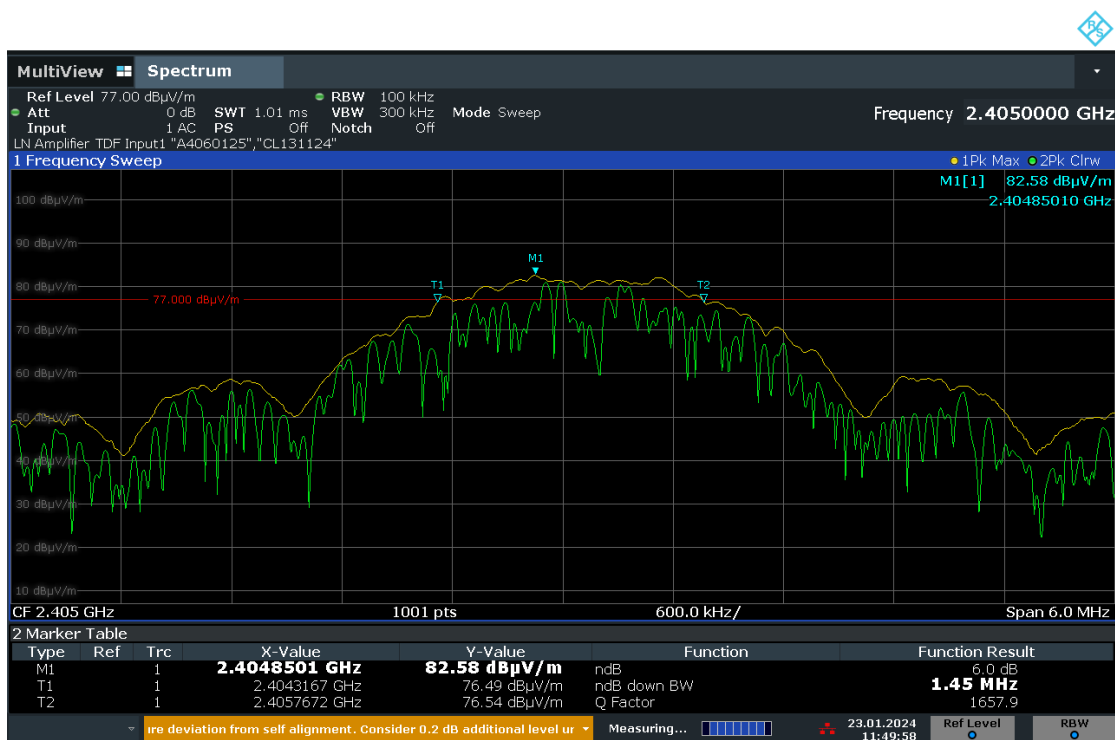 R S
MultiView Spectrum
Ref Level 77.00 dBµV/m RBW 100 kHz
Att 0 dB SWT 1.01 ms VBW 300 kHz Mode Sweep Frequency 2.4050000 GHz
Input 1 AC PS Off Notch Off
LN Amplifier TDF Input1 "A4060125","CL131124"
1 Frequency Sweep 1Pk Max 2Pk Clrw
M1[1] 82.58 dBµV/m
2.40485010 GHz
100 dBµV/m
90 dBµV/m
M1
80 dBµV/m T1 T2
77.000 dBµV/m
70 dBµV/m
60 dBµV/m
50 dBµV/m
40 dBµV/m
30 dBµV/m
20 dBµV/m
10 dBµV/m
CF 2.405 GHz 1001 pts 600.0 kHz/ Span 6.0 MHz
2 Marker Table
Type Ref Trc X-Value Y-Value Function Function Result
M1 1 2.4048501 GHz 82.58 dBµV/m ndB 6.0 dB
T1 1 2.4043167 GHz 76.49 dBµV/m ndB down BW 1.45 MHz
T2 1 2.4057672 GHz 76.54 dBµV/m Q Factor 1657.9
ire deviation from self alignment. Consider 0.2 dB additional level ur Measuring... 23.01.2024 Ref Level RBW
11:49:58